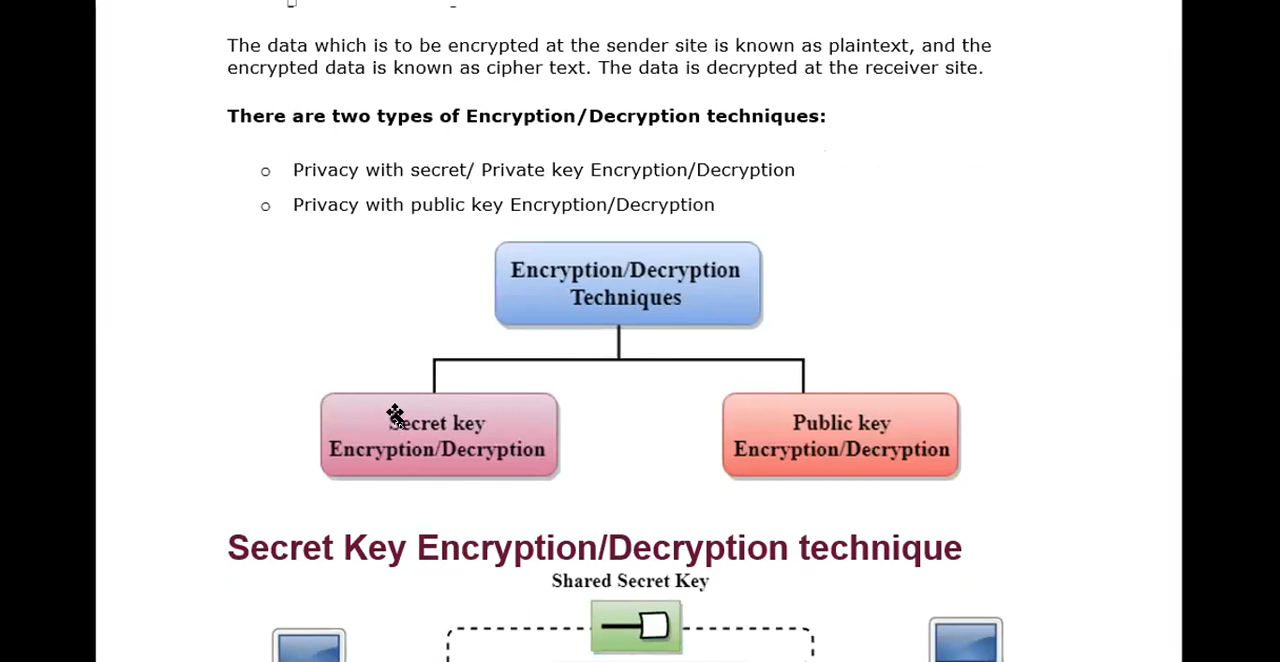 The data which is to be encrypted at the sender site is known as plaintext, and the
encrypted data is known as cipher text. The data is decrypted at the receiver site.
There are two types of Encryption/Decryption techniques:
o Privacy with secret/ Private key Encryption/Decryption
o Privacy with public key Encryption/Decryption
Encryption/Decryption
Techniques
Secret key
Encryption/Decryption
Public key
Encryption/Decryption
Secret Key Encryption/Decryption technique
Shared Secret Key